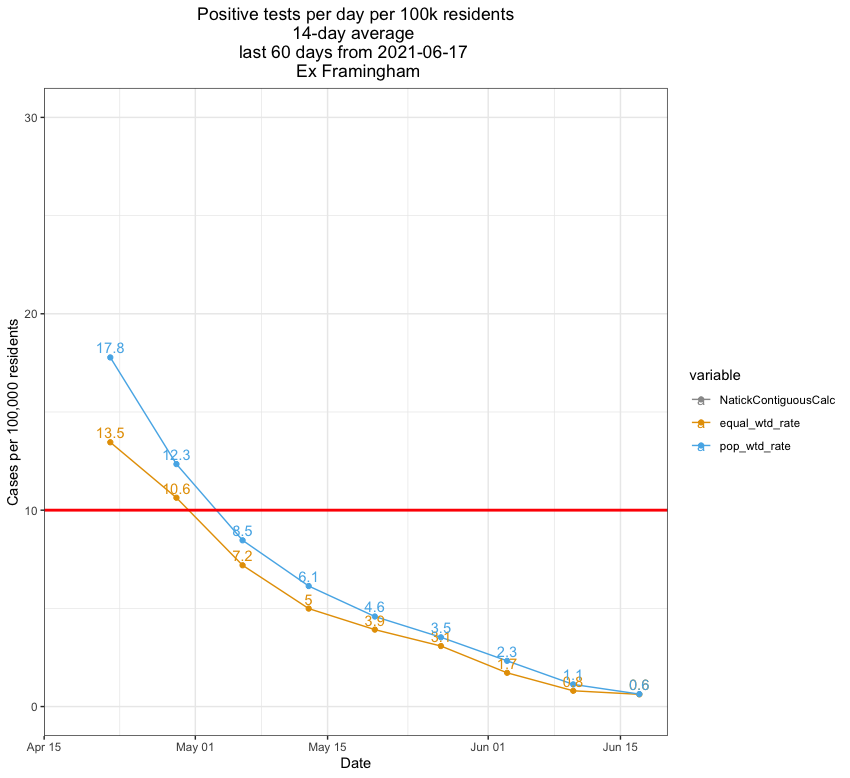 Positive tests per day per 100k residents
14-day average
last 60 days from 2021-06-17
Ex Framingham
Cases per 100,000 residents
30
20
10
0
17.8
13.5
12.3
10.6
8.5
7.2
6.1
5
4.6
3.9
3.5
3.1
2.3
1.7
1.1
0.8
0.6
Apr 15
May 01
May 15
Jun 01
Jun 15
Date
variable
a NatickContiguousCalc
a equal_wtd_rate
a pop_wtd_rate